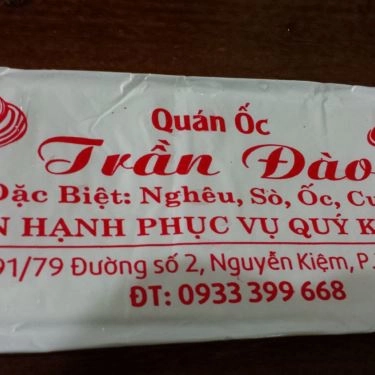 Quán Ốc
Trần Đào
Đặc Biệt: Nghêu, Sò, Ốc, Cu
N HẠNH PHỤC VỤ QUÝ K
91/79 Đường số 2, Nguyễn Kiệm, P.
ĐT: 0933 399 668